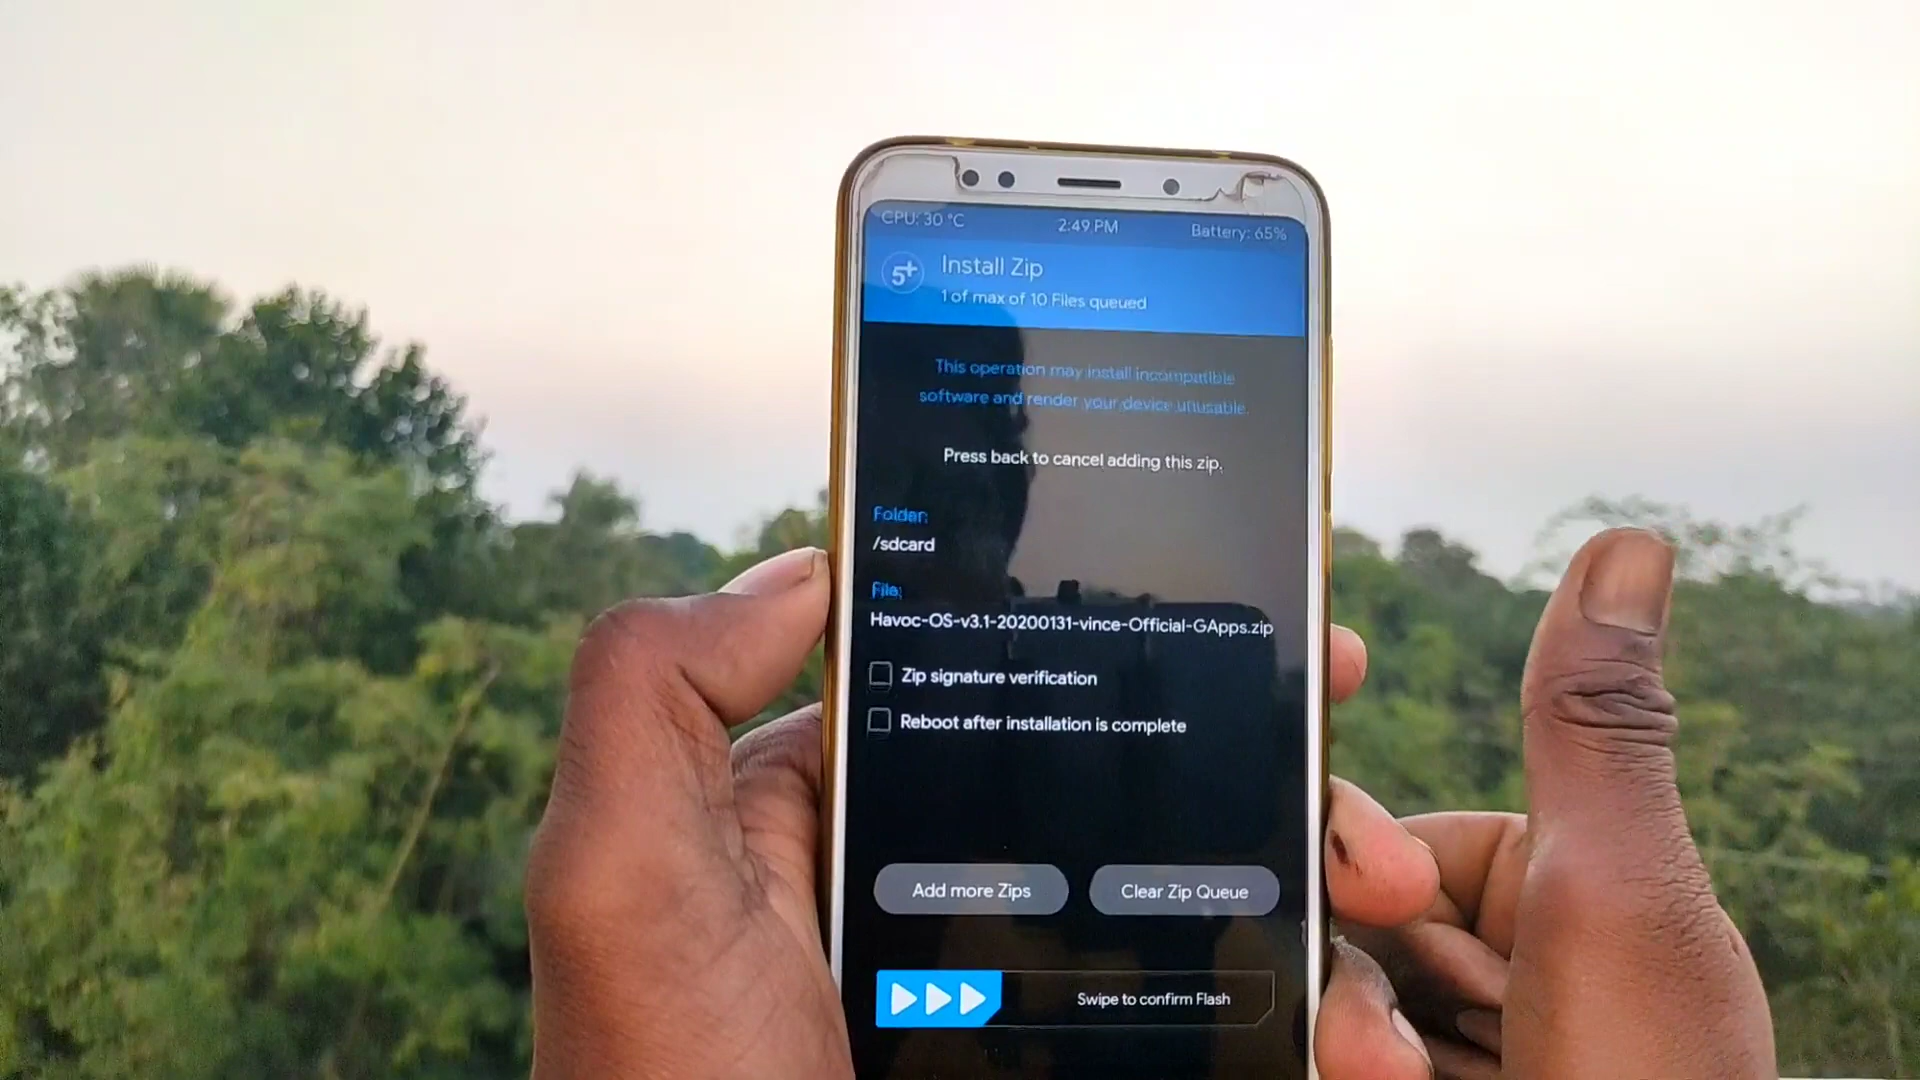 CPU: 30 °C
2:49 PM
Battery: 65%
5+
Install Zip
1 of max of 10 Files queued
This operation may install incompatible
software and render your device unusable.
Press back to cancel adding this zip.
Folder:
/sdcard
File:
Havoc-OS-v3.1-20200131-vince-Official-GApps.zip
Zip signature verification
Reboot after installation is complete
Add more Zips
Clear Zip Queue
Swipe to confirm Flash